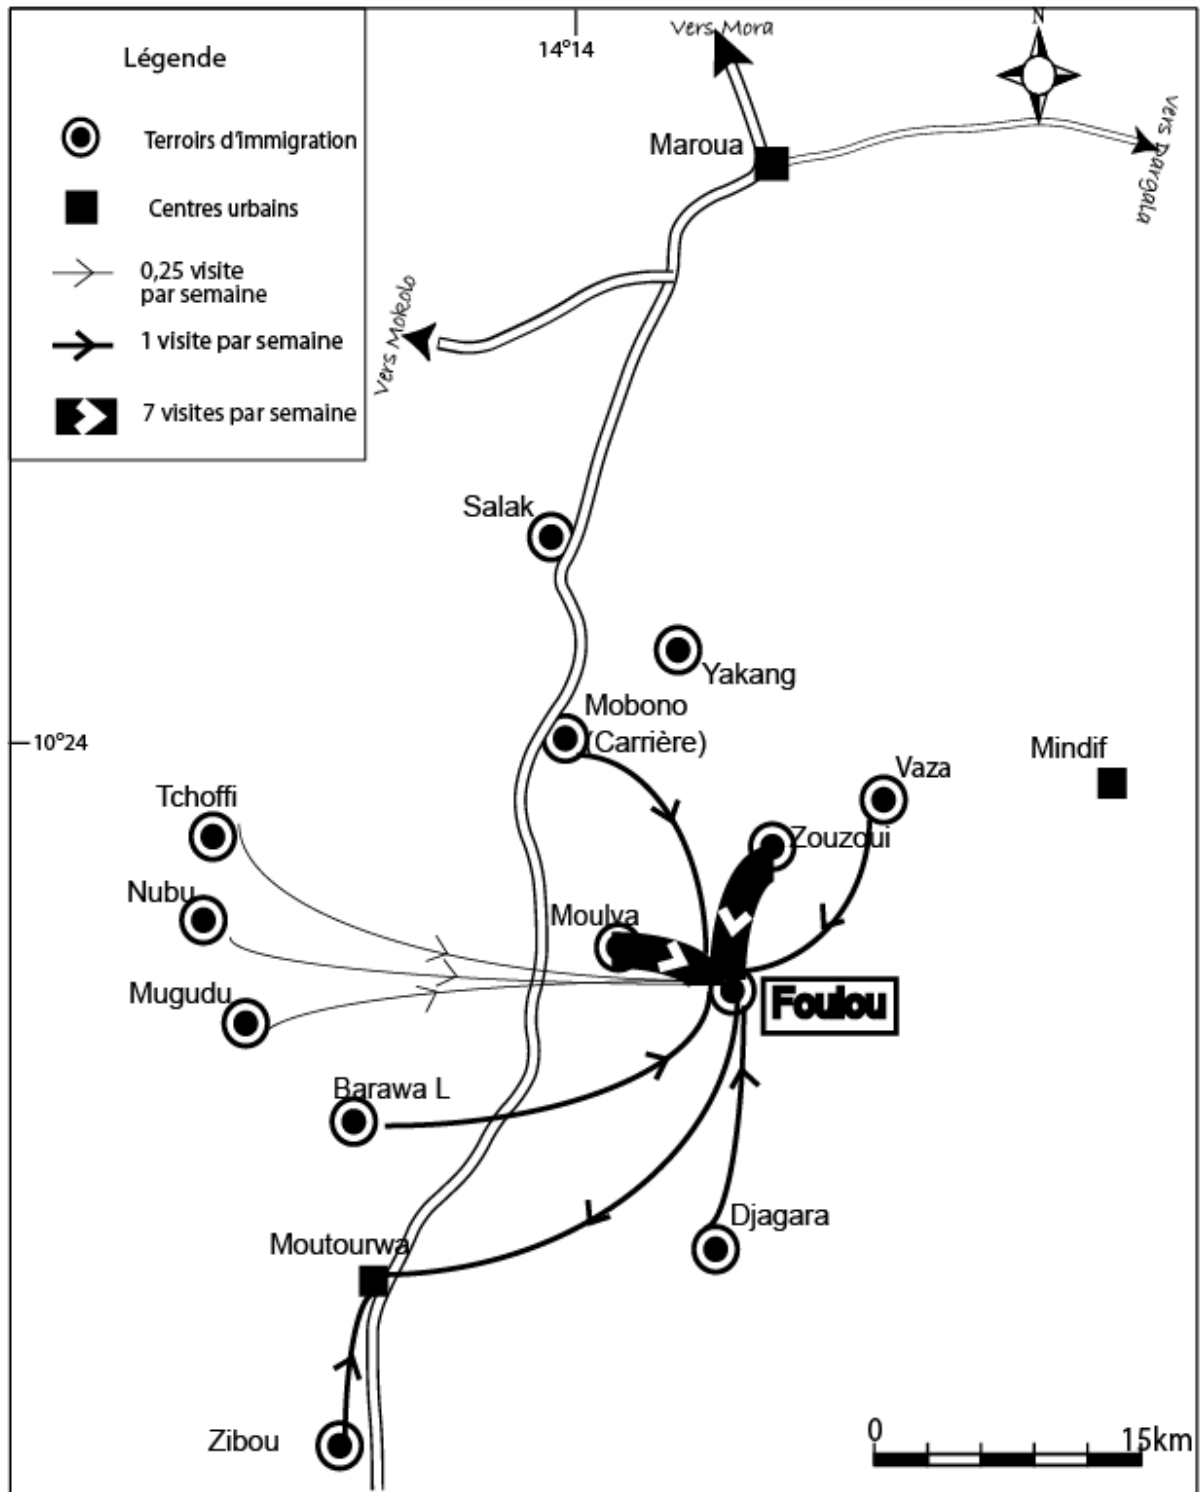 Légende
Terroirs d'immigration
Centres urbains
0,25 visite
par semaine
1 visite par semaine
7 visites par semaine
14°14
Vers Mora
N
Maroua
Vers Dargala
Vers Mokolo
Salak
Yakang
Mobono
(Carrière)
10°24
Mindif
Vaza
Tchoffi
Zouzoui
Nubu
Moulva
Mugudu
Foulou
Barawa L
Djagara
Moutourwa
Zibou
0
15km